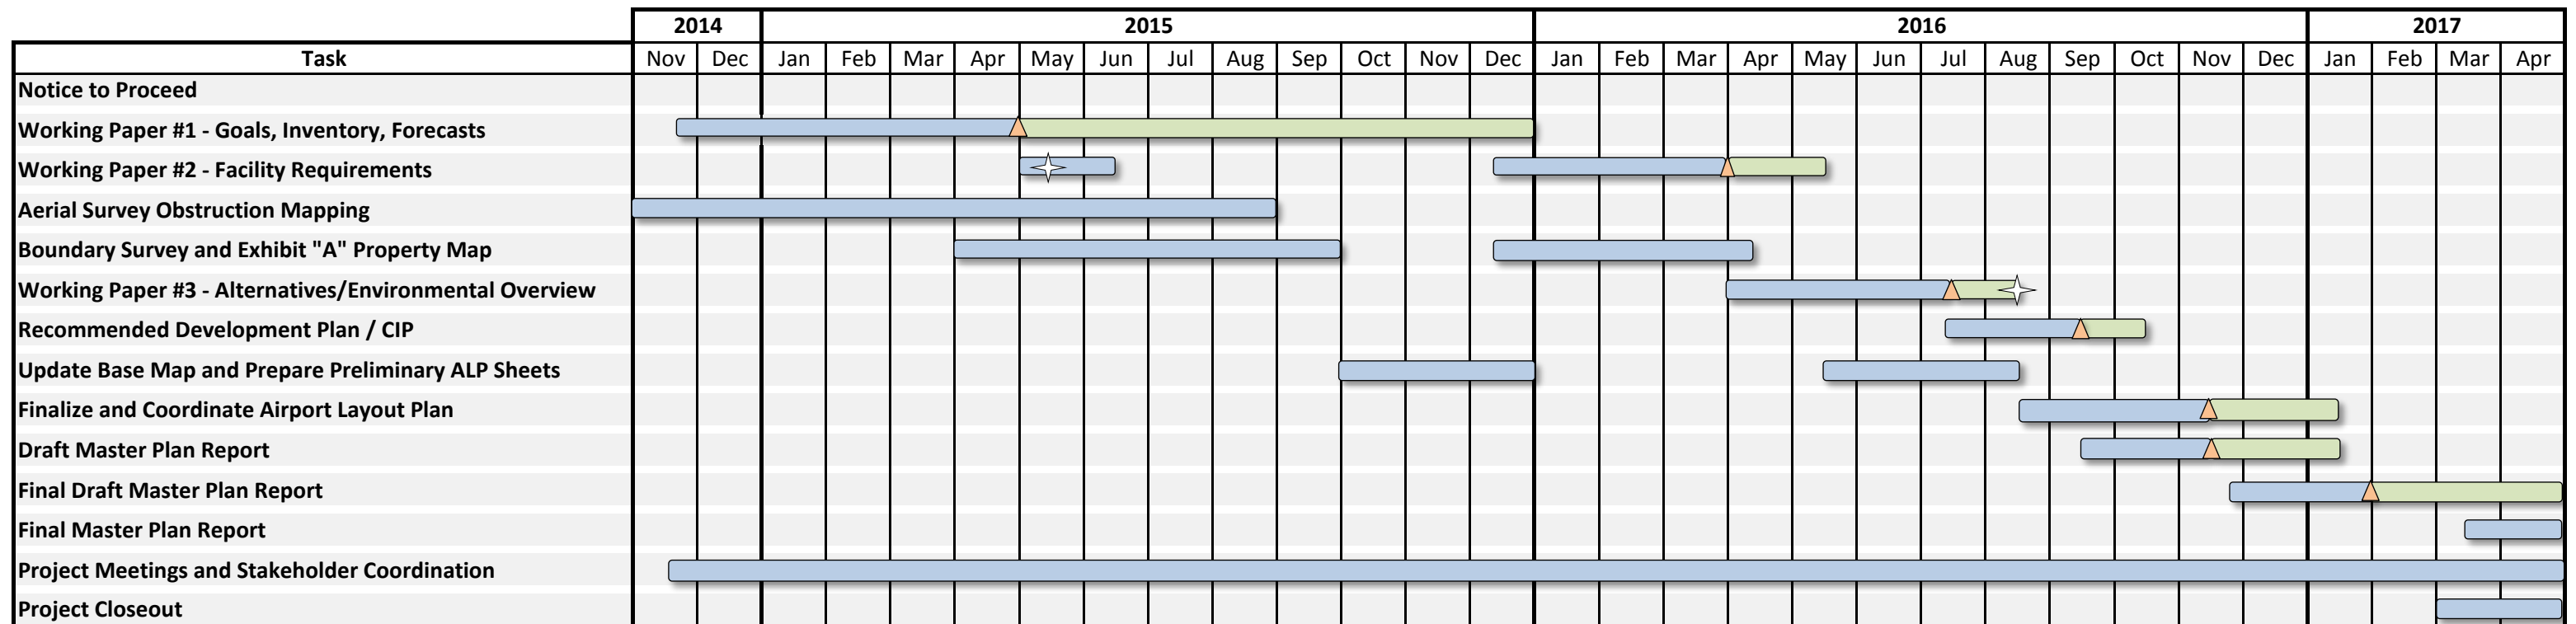 2014 2015 2016 2017
Task Nov Dec Jan Feb Mar Apr May Jun Jul Aug Sep Oct Nov Dec Jan Feb Mar Apr May Jun Jul Aug Sep Oct Nov Dec Jan Feb Mar Apr
Notice to Proceed
Working Paper #1 - Goals, Inventory, Forecasts
Working Paper #2 - Facility Requirements
Aerial Survey Obstruction Mapping
Boundary Survey and Exhibit "A" Property Map
Working Paper #3 - Alternatives/Environmental Overview
Recommended Development Plan / CIP
Update Base Map and Prepare Preliminary ALP Sheets
Finalize and Coordinate Airport Layout Plan
Draft Master Plan Report
Final Draft Master Plan Report
Final Master Plan Report
Project Meetings and Stakeholder Coordination
Project Closeout